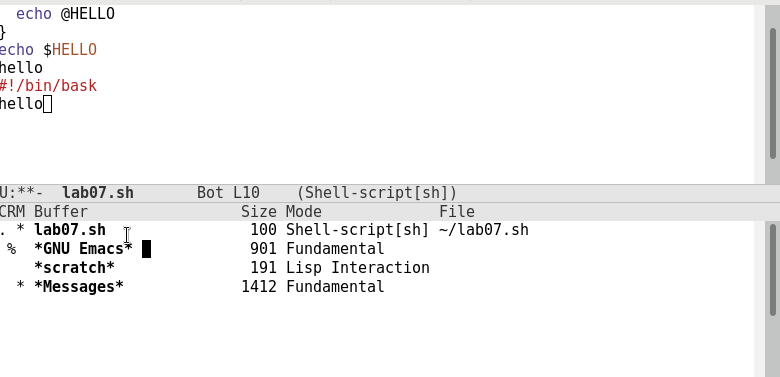 echo @HELLO
}
echo $HELLO
hello
#!/bin/bask
hello
U:**-  lab07.sh       Bot L10    (Shell-script[sh])
CRM Buffer              Size Mode             File
. * lab07.sh             100 Shell-script[sh] ~/lab07.sh
%  *GNU Emacs*          901 Fundamental
*scratch*            191 Lisp Interaction
* *Messages*          1412 Fundamental